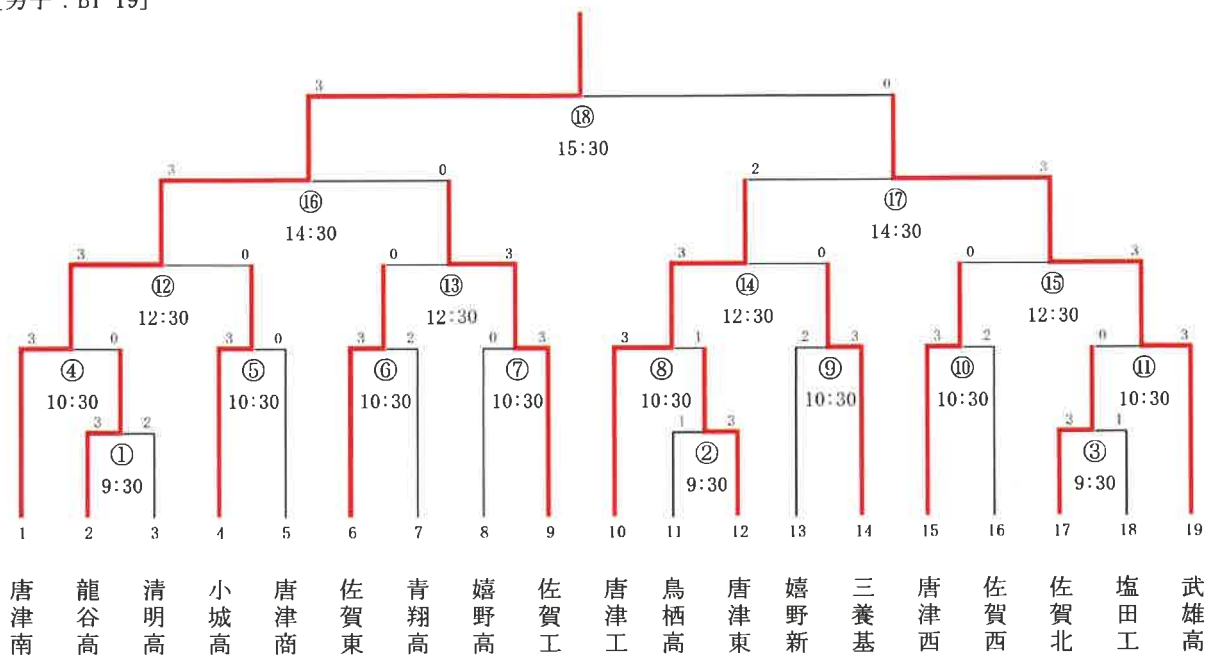 男子：BT-19]
3 0
⑱
15:30
3 0 2 3
⑯ ⑰
14:30 14:30
3 0 0 3 3 0 0 3
⑫ ⑬ ⑭ ⑮
12:30 12:30 12:30 12:30
3 0 3 0 3 2 0 3 3 1 2 3 3 2 0 3
④ ⑤ ⑥ ⑦ ⑧ ⑨ ⑩ ⑪
10:30 10:30 10:30 10:30 10:30 10:30 10:30 10:30
3 2 1 3 3 1
① ② ③
9:30 9:30 9:30
1 2 3 4 5 6 7 8 9 10 11 12 13 14 15 16 17 18 19
唐津南
龍谷高
清明高
小城高
唐津商
佐賀東
青翔高
嬉野高
佐賀工
唐津工
鳥栖高
唐津東
嬉野新
三養基
唐津西
佐賀西
佐賀北
塩田工
武雄高